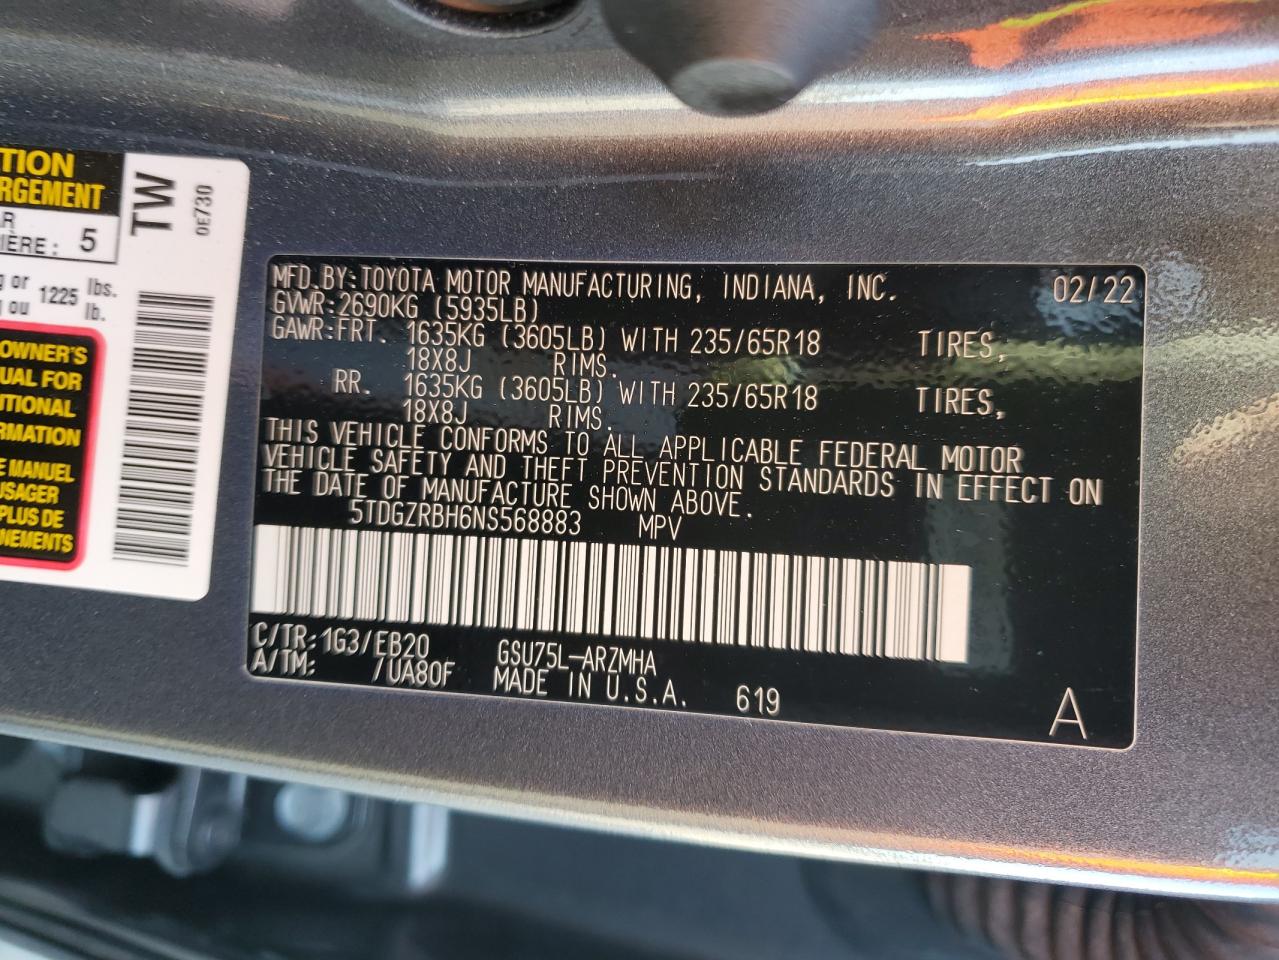 TION
RGEMENT
AR
IÈRE: 5
g or 1225 lbs.
ou lb.
OWNER'S
UAL FOR
ITIONAL
RMATION
E MANUEL
USAGER
PLUS DE
NEMENTS
TW
0E730
MFD.BY:TOYOTA MOTOR MANUFACTURING, INDIANA, INC. 02/22
GVWR:2690KG (5935LB)
GAWR:FRT. 1635KG (3605LB) WITH 235/65R18 TIRES,
18X8J RIMS.
RR. 1635KG (3605LB) WITH 235/65R18 TIRES,
18X8J RIMS.
THIS VEHICLE CONFORMS TO ALL APPLICABLE FEDERAL MOTOR
VEHICLE SAFETY AND THEFT PREVENTION STANDARDS IN EFFECT ON
THE DATE OF MANUFACTURE SHOWN ABOVE.
5TDGZRBH6NS568883 MPV
C/TR:1G3/EB20 GSU75L-ARZMHA
A/TM: /UA80F MADE IN U.S.A. 619
A